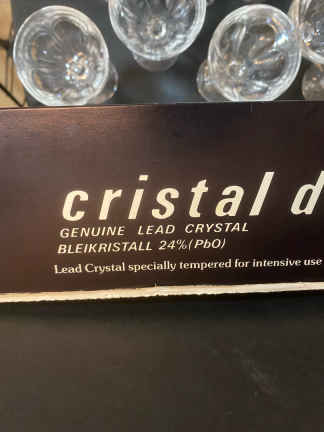 cristal d
GENUINE LEAD CRYSTAL
BLEIKRISTALL 24%(PbO)
Lead Crystal specially tempered for intensive use